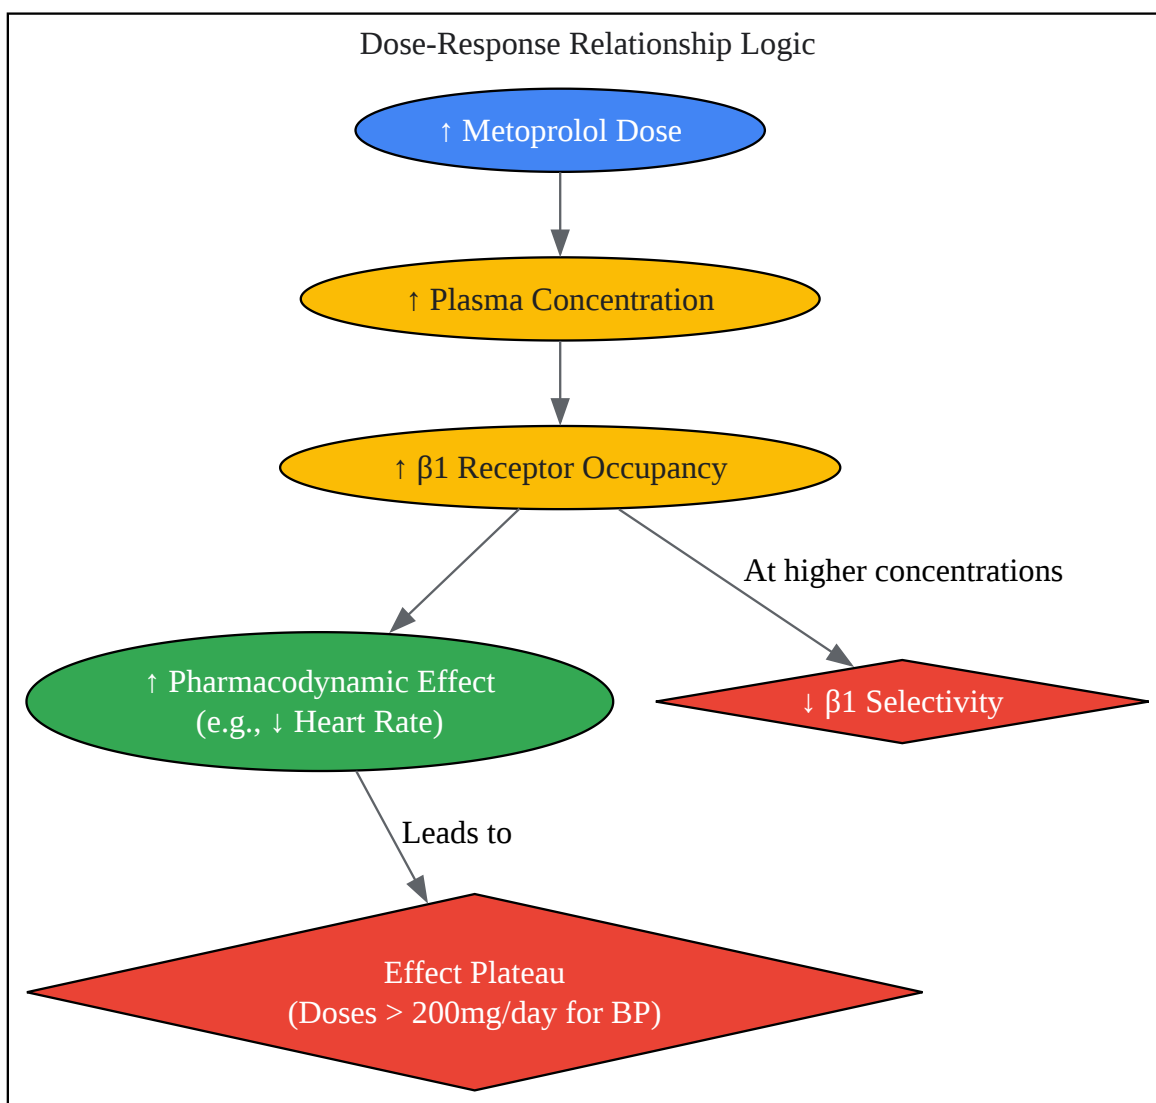 Dose-Response Relationship Logic
↑ Metoprolol Dose
↑ Plasma Concentration
↑ β1 Receptor Occupancy
At higher concentrations
↑ Pharmacodynamic Effect
(e.g., ↓ Heart Rate)
↓ β1 Selectivity
Leads to
Effect Plateau
(Doses > 200mg/day for BP)